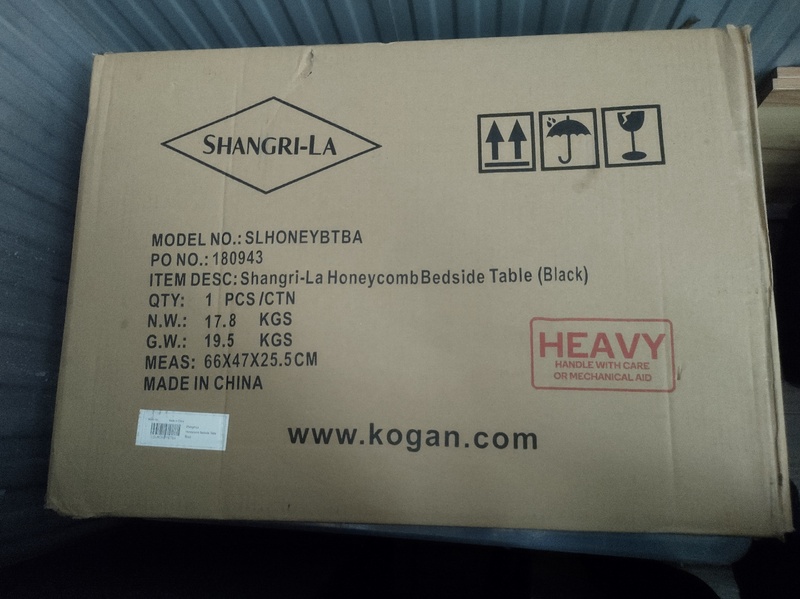 SHANGRI-LA
MODEL NO.: SLHONEYBTBA
PO NO.: 180943
ITEM DESC: Shangri-La Honeycomb Bedside Table (Black)
QTY: 1 PCS/CTN
N.W.: 17.8 KGS
G.W.: 19.5 KGS
MEAS: 66X47X25.5CM
MADE IN CHINA
HEAVY
HANDLE WITH CARE
OR MECHANICAL AID
www.kogan.com